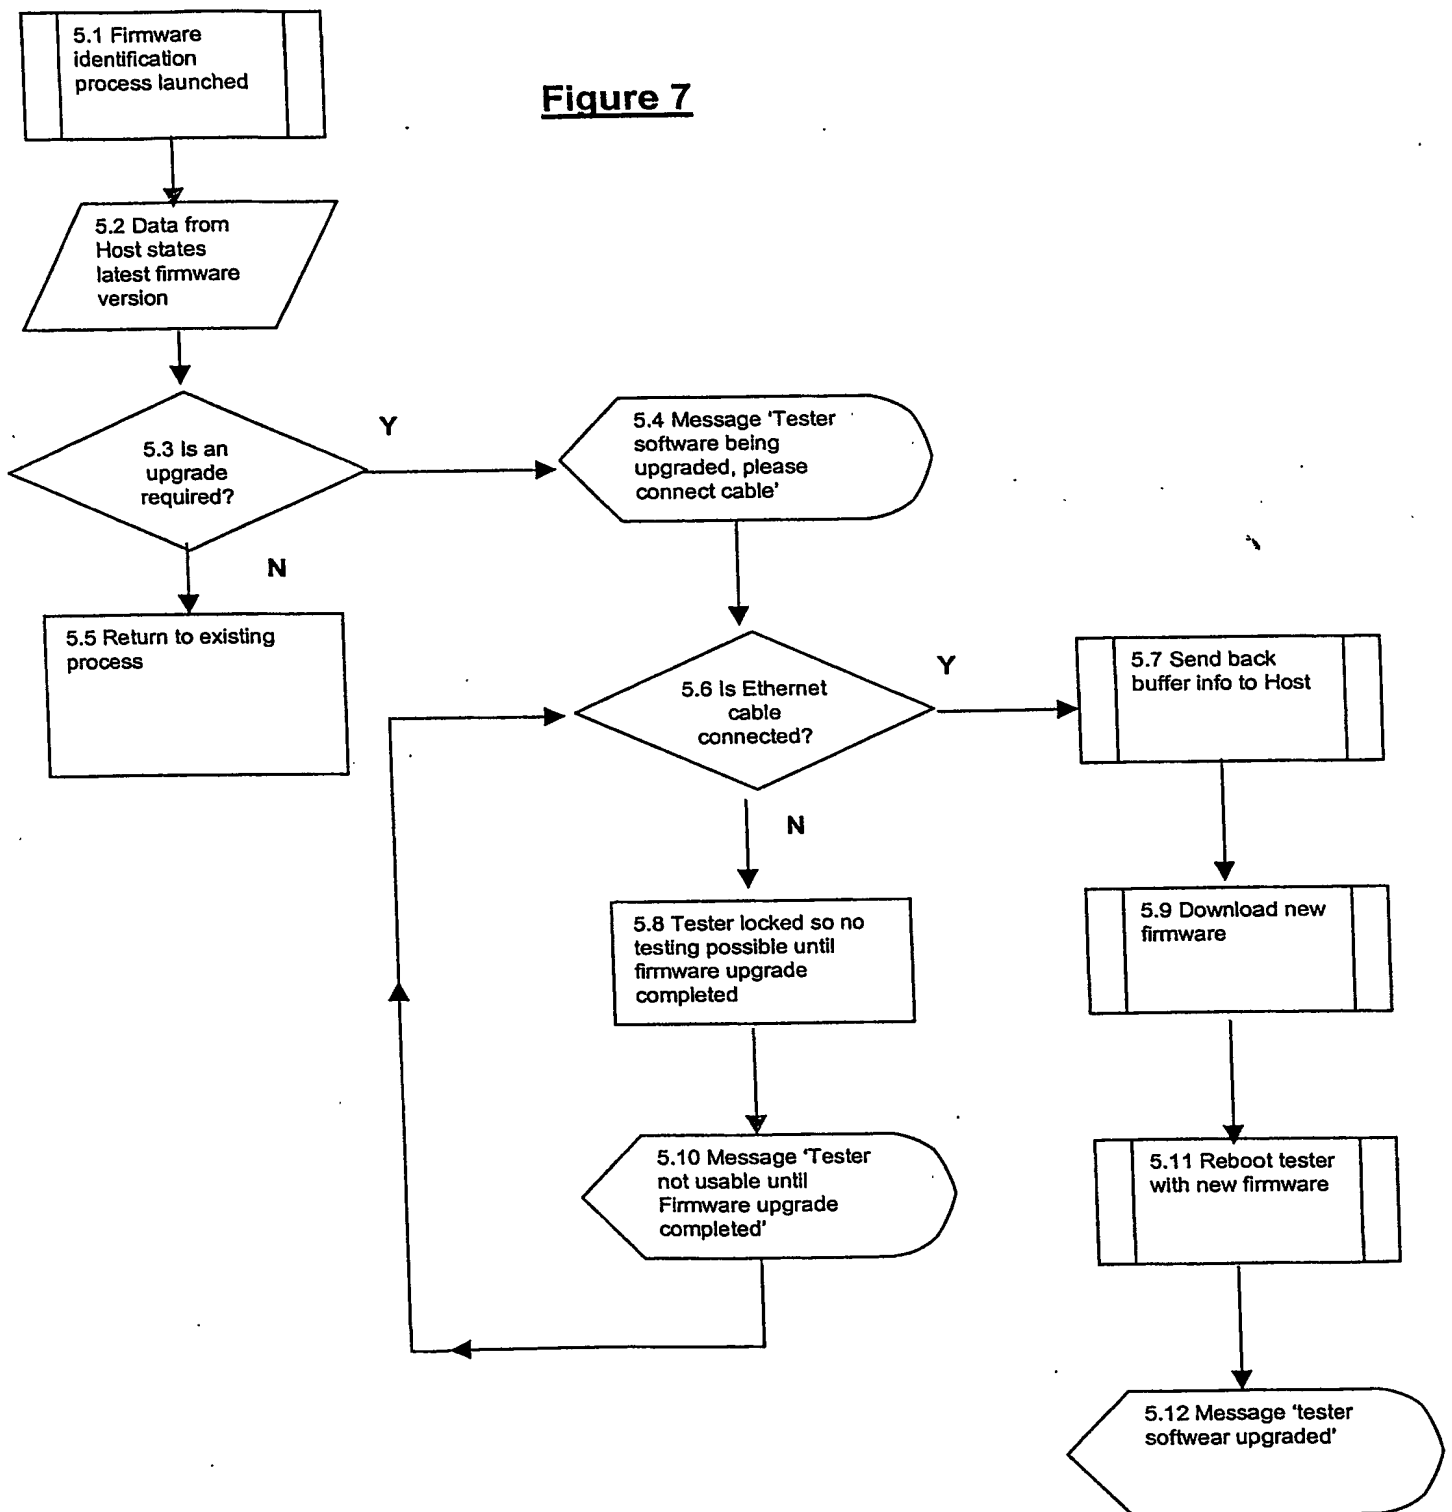 5.1 Firmware
identification
process launched
Figure 7
5.2 Data from
Host states
latest firmware
version
5.3 Is an
upgrade
required?
Y
N
5.4 Message ‘Tester
software being
upgraded, please
connect cable’
5.5 Return to existing
process
5.6 Is Ethernet
cable
connected?
Y
N
5.7 Send back
buffer info to Host
5.8 Tester locked so no
testing possible until
firmware upgrade
completed
5.9 Download new
firmware
5.10 Message ‘Tester
not usable until
Firmware upgrade
completed’
5.11 Reboot tester
with new firmware
5.12 Message ‘tester
softwear upgraded’